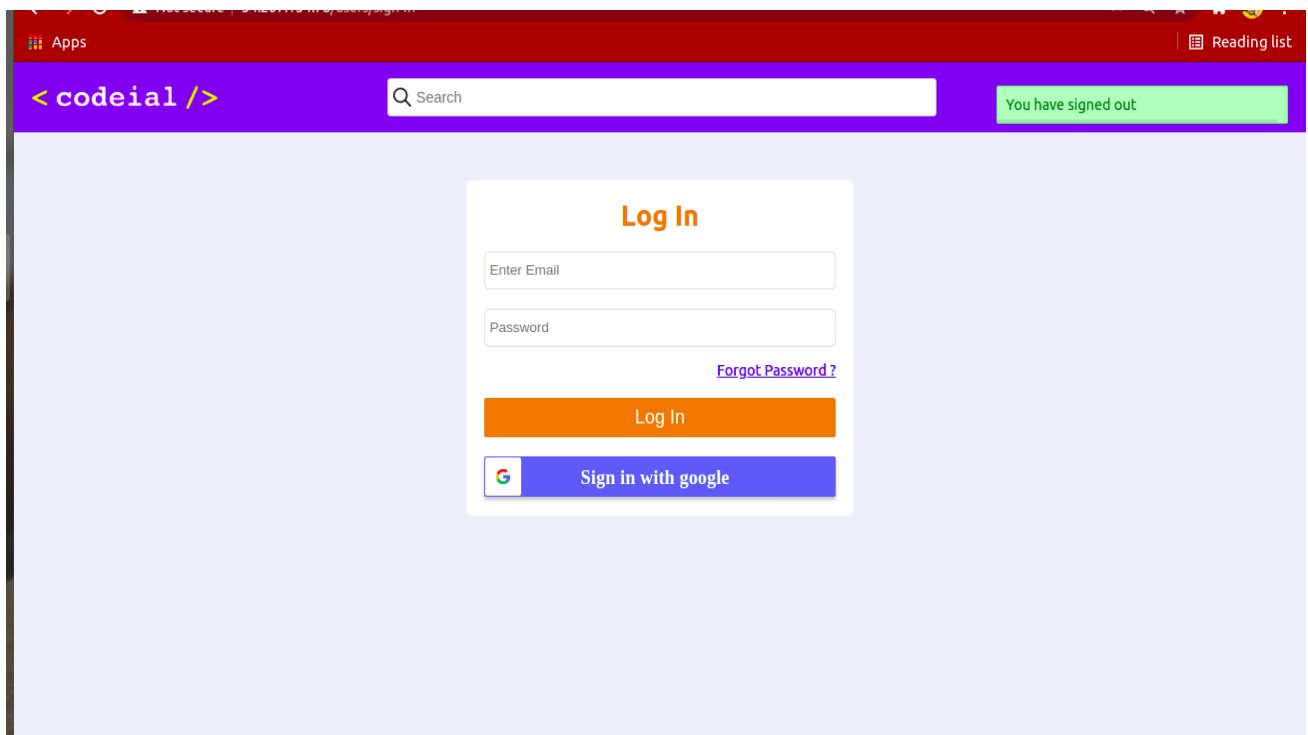 Apps
Reading list
< codeial />
Search
You have signed out
Log In
Enter Email
Password
Forgot Password ?
Log In
G
Sign in with google